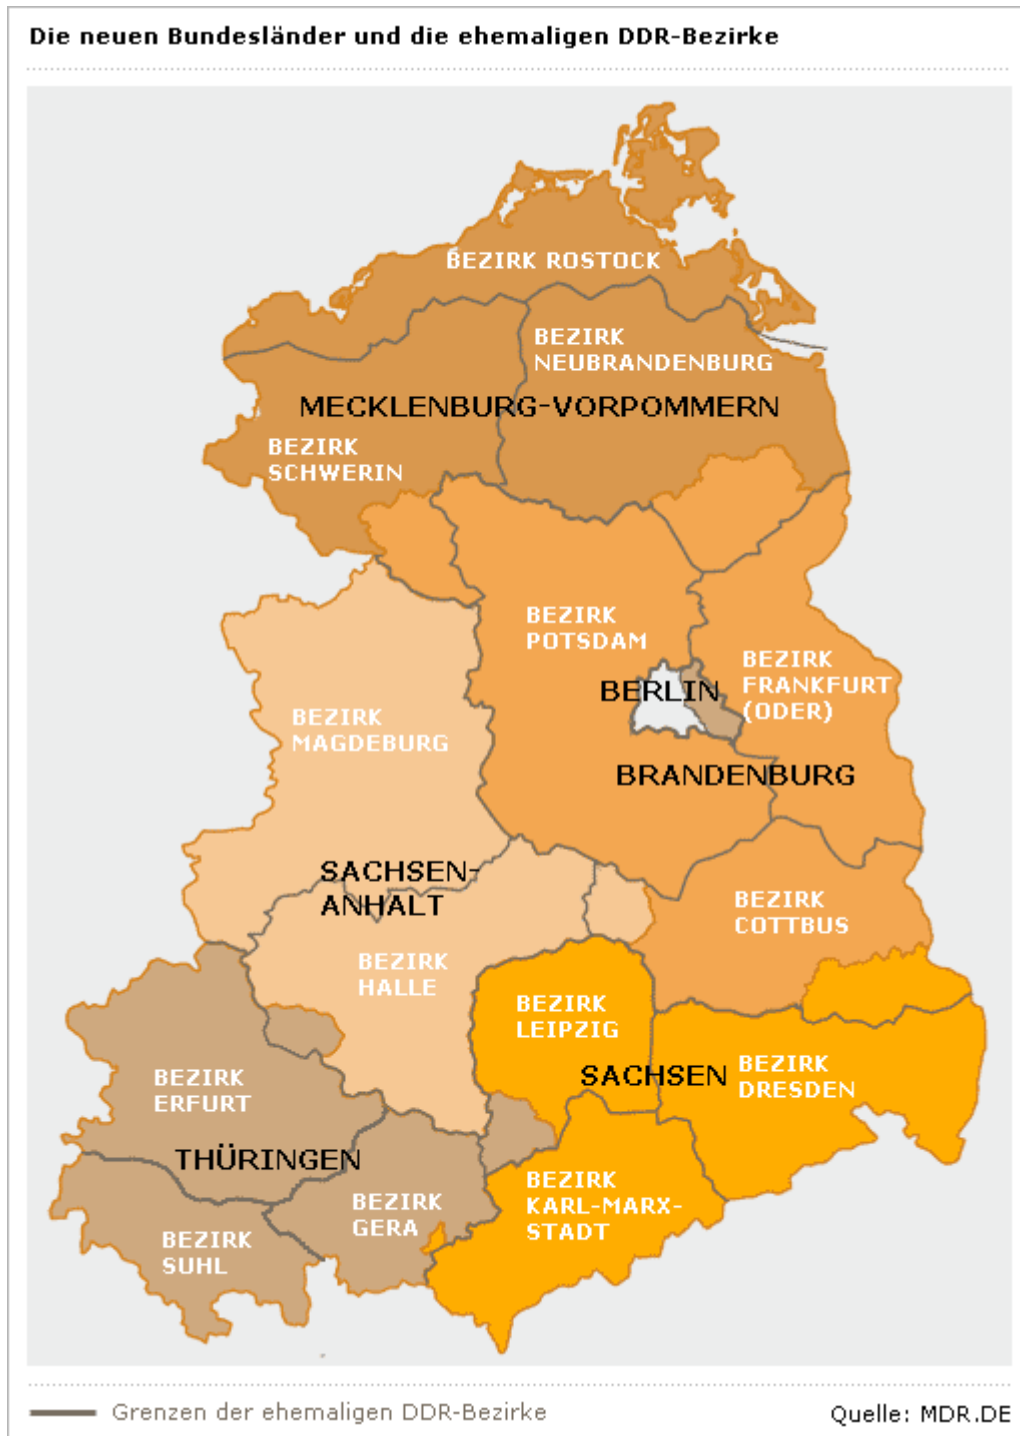 Die neuen Bundesländer und die ehemaligen DDR-Bezirke
BEZIRK ROSTOCK
BEZIRK
NEUBRANDENBURG
MECKLENBURG-VORPOMMERN
BEZIRK
SCHWERIN
BEZIRK
POTSDAM
BEZIRK
FRANKFURT
(ODER)
BERLIN
BEZIRK
MAGDEBURG
BRANDENBURG
SACHSEN-
ANHALT
BEZIRK
COTTBUS
BEZIRK
HALLE
BEZIRK
LEIPZIG
SACHSEN
BEZIRK
DRESDEN
BEZIRK
ERFURT
THÜRINGEN
BEZIRK
KARL-MARX-
STADT
BEZIRK
GERA
BEZIRK
SUHL
Grenzen der ehemaligen DDR-Bezirke
Quelle: MDR.DE